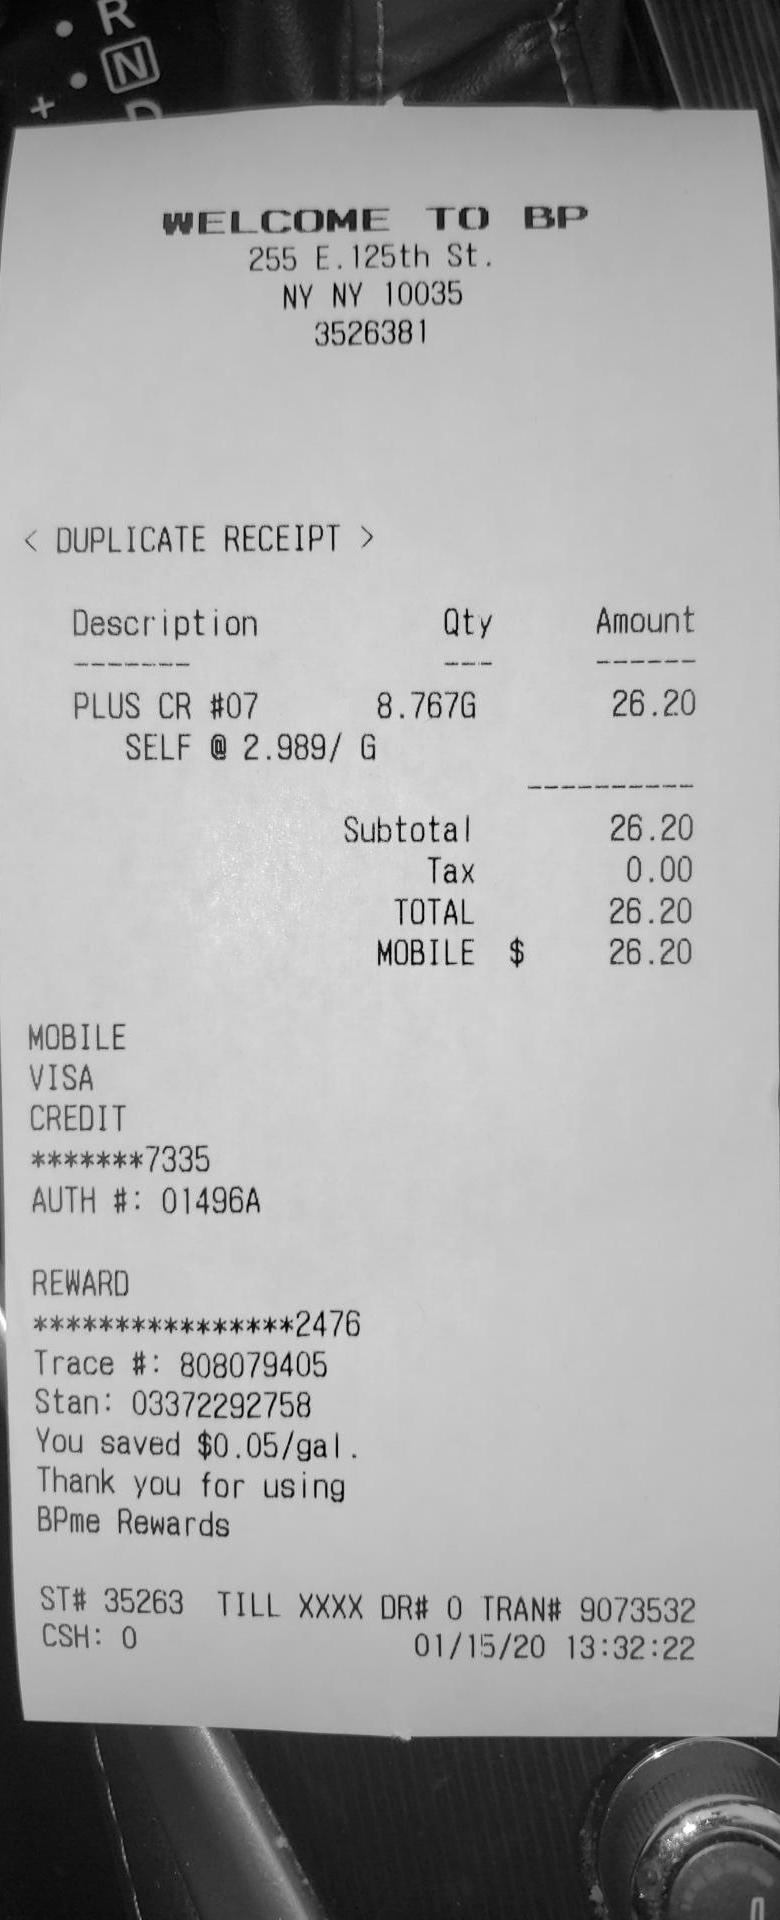 R
N
+
D
WELCOME TO BP
255 E.125th St.
NY NY 10035
3526381
< DUPLICATE RECEIPT >
Description Qty Amount
------- --- ------
PLUS CR #07 8.767G 26.20
SELF @ 2.989/ G
----------
Subtotal 26.20
Tax 0.00
TOTAL 26.20
MOBILE $ 26.20
MOBILE
VISA
CREDIT
*******7335
AUTH #: 01496A
REWARD
****************2476
Trace #: 808079405
Stan: 03372292758
You saved $0.05/gal.
Thank you for using
BPme Rewards
ST# 35263 TILL XXXX DR# 0 TRAN# 9073532
CSH: 0 01/15/20 13:32:22